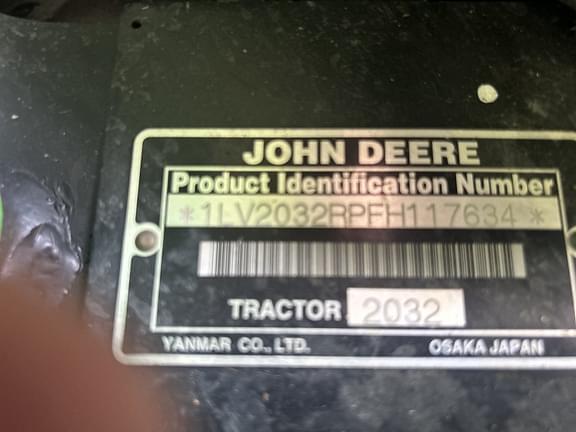 JOHN DEERE
Product Identification Number
*1LV2032RPFH117634*
TRACTOR 2032
YANMAR CO., LTD. OSAKA JAPAN